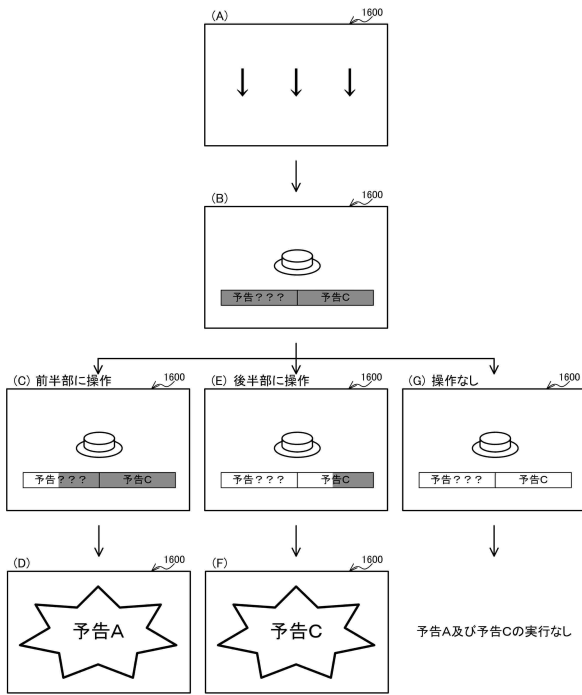 (A)
1600
(B)
1600
予告???
予告C
(C) 前半部に操作
1600
(E) 後半部に操作
1600
(G) 操作なし
1600
予告???
予告C
予告???
予告C
予告???
予告C
(D)
1600
(F)
1600
予告A
予告C
予告A及び予告Cの実行なし